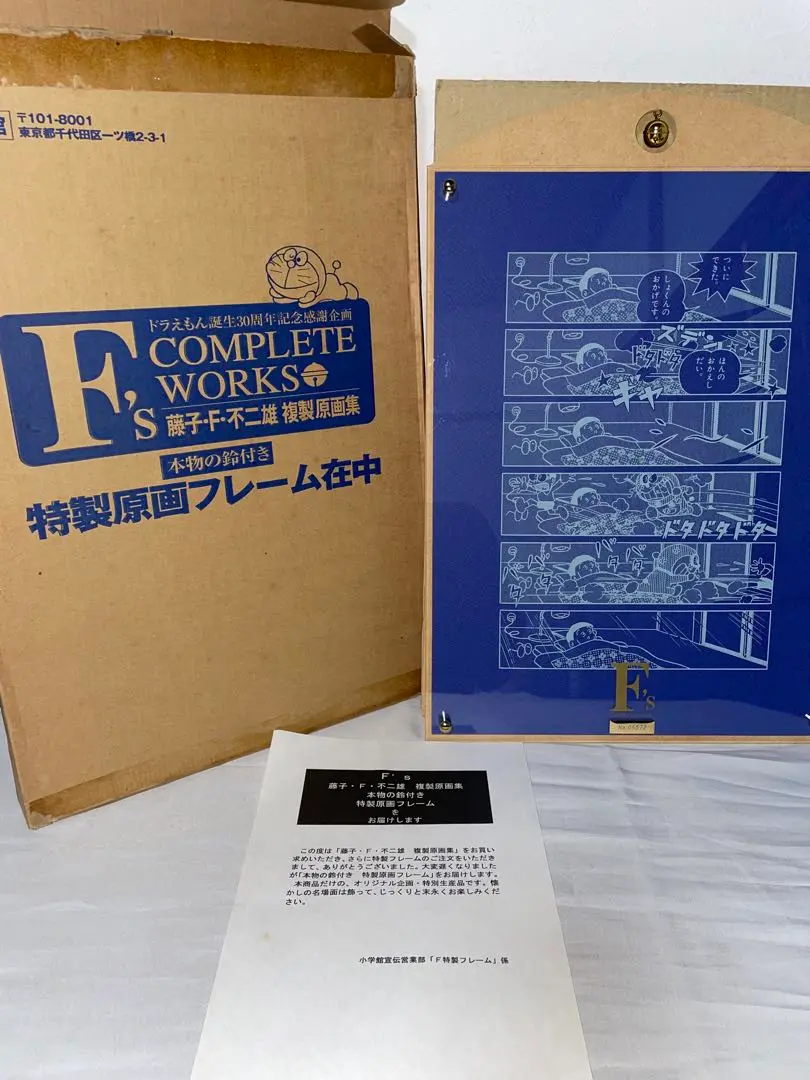 館
〒101-8001
東京都千代田区一ツ橋2-3-1
ドラえもん誕生30周年記念感謝企画
F's
COMPLETE
WORKS
藤子・F・不二雄 複製原画集
本物の鈴付き
特製原画フレーム在中
ついに
できた。
しょくんの
おかげです。
ズデン
ドタドタ
ほんの
おかえし
だい。
ギャー
ドタドタドター
バタ
バタ
バタ
F's
F's
藤子・F・不二雄 複製原画集
本物の鈴付き
特製原画フレーム
を
お届けします
この度は「藤子・F・不二雄 複製原画集」をお買い
求めいただき、さらに特製フレームのご注文をいただき
まして、ありがとうございました。大変遅くなりました
が「本物の鈴付き 特製原画フレーム」をお届けします。
本商品だけの、オリジナル企画・特別生産品です。懐
かしの名場面は飾って、じっくりと末永くお楽しみくだ
さい。
小学館宣伝営業部「F特製フレーム」係